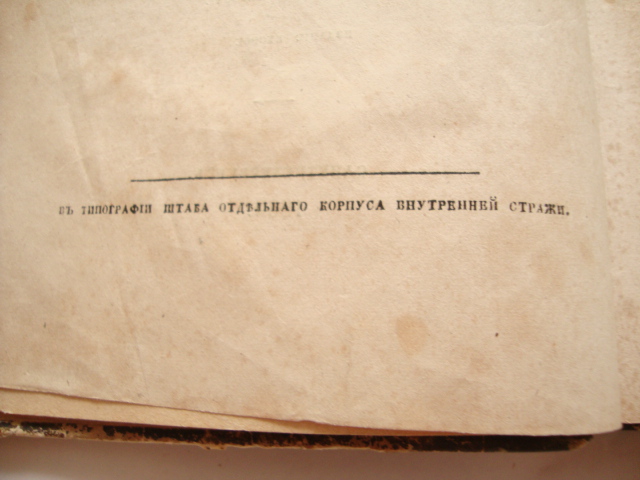 ВЪ ТИПОГРАФІИ ШТАБА ОТДѢЛЬНАГО КОРПУСА ВНУТРЕННЕЙ СТРАЖИ.